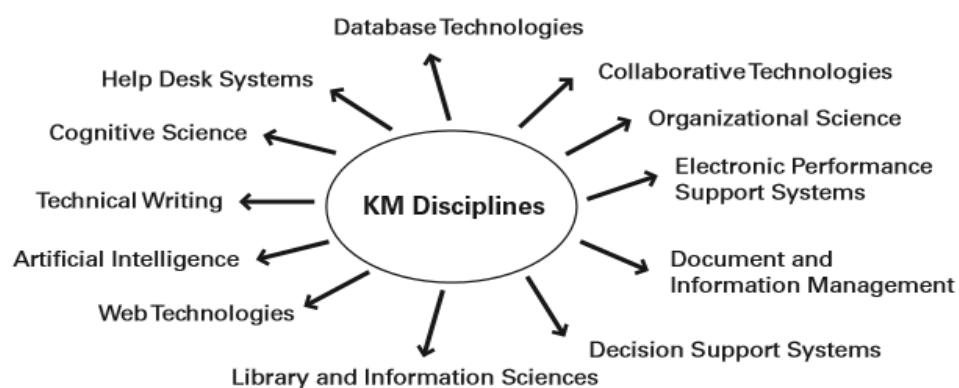 Database Technologies
Help Desk Systems
Collaborative Technologies
Cognitive Science
Organizational Science
Electronic Performance
Support Systems
Technical Writing
KM Disciplines
Artificial Intelligence
Document and
Information Management
Web Technologies
Decision Support Systems
Library and Information Sciences